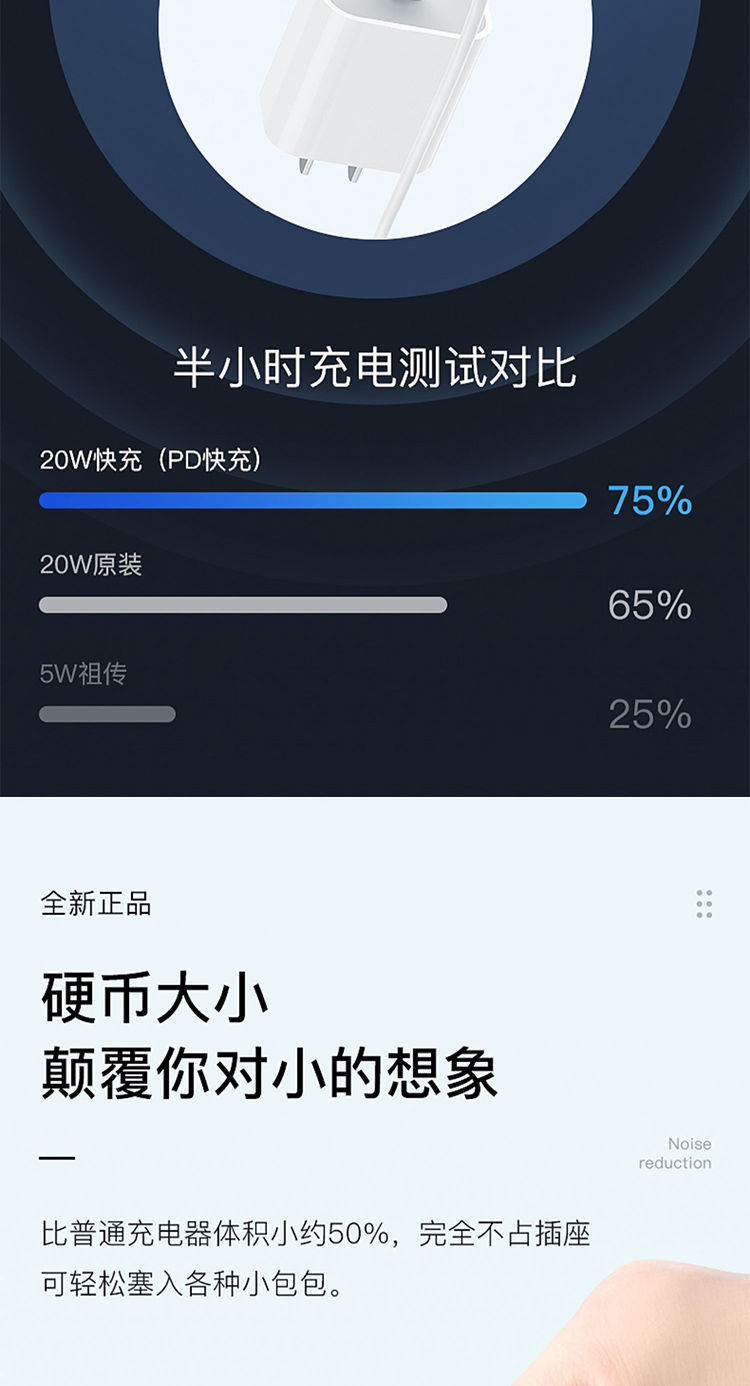 半小时充电测试对比
20W快充（PD快充）
75%
20W原装
65%
5W祖传
25%
全新正品
硬币大小
颠覆你对小的想象
Noise
reduction
比普通充电器体积小约50%，完全不占插座
可轻松塞入各种小包包。